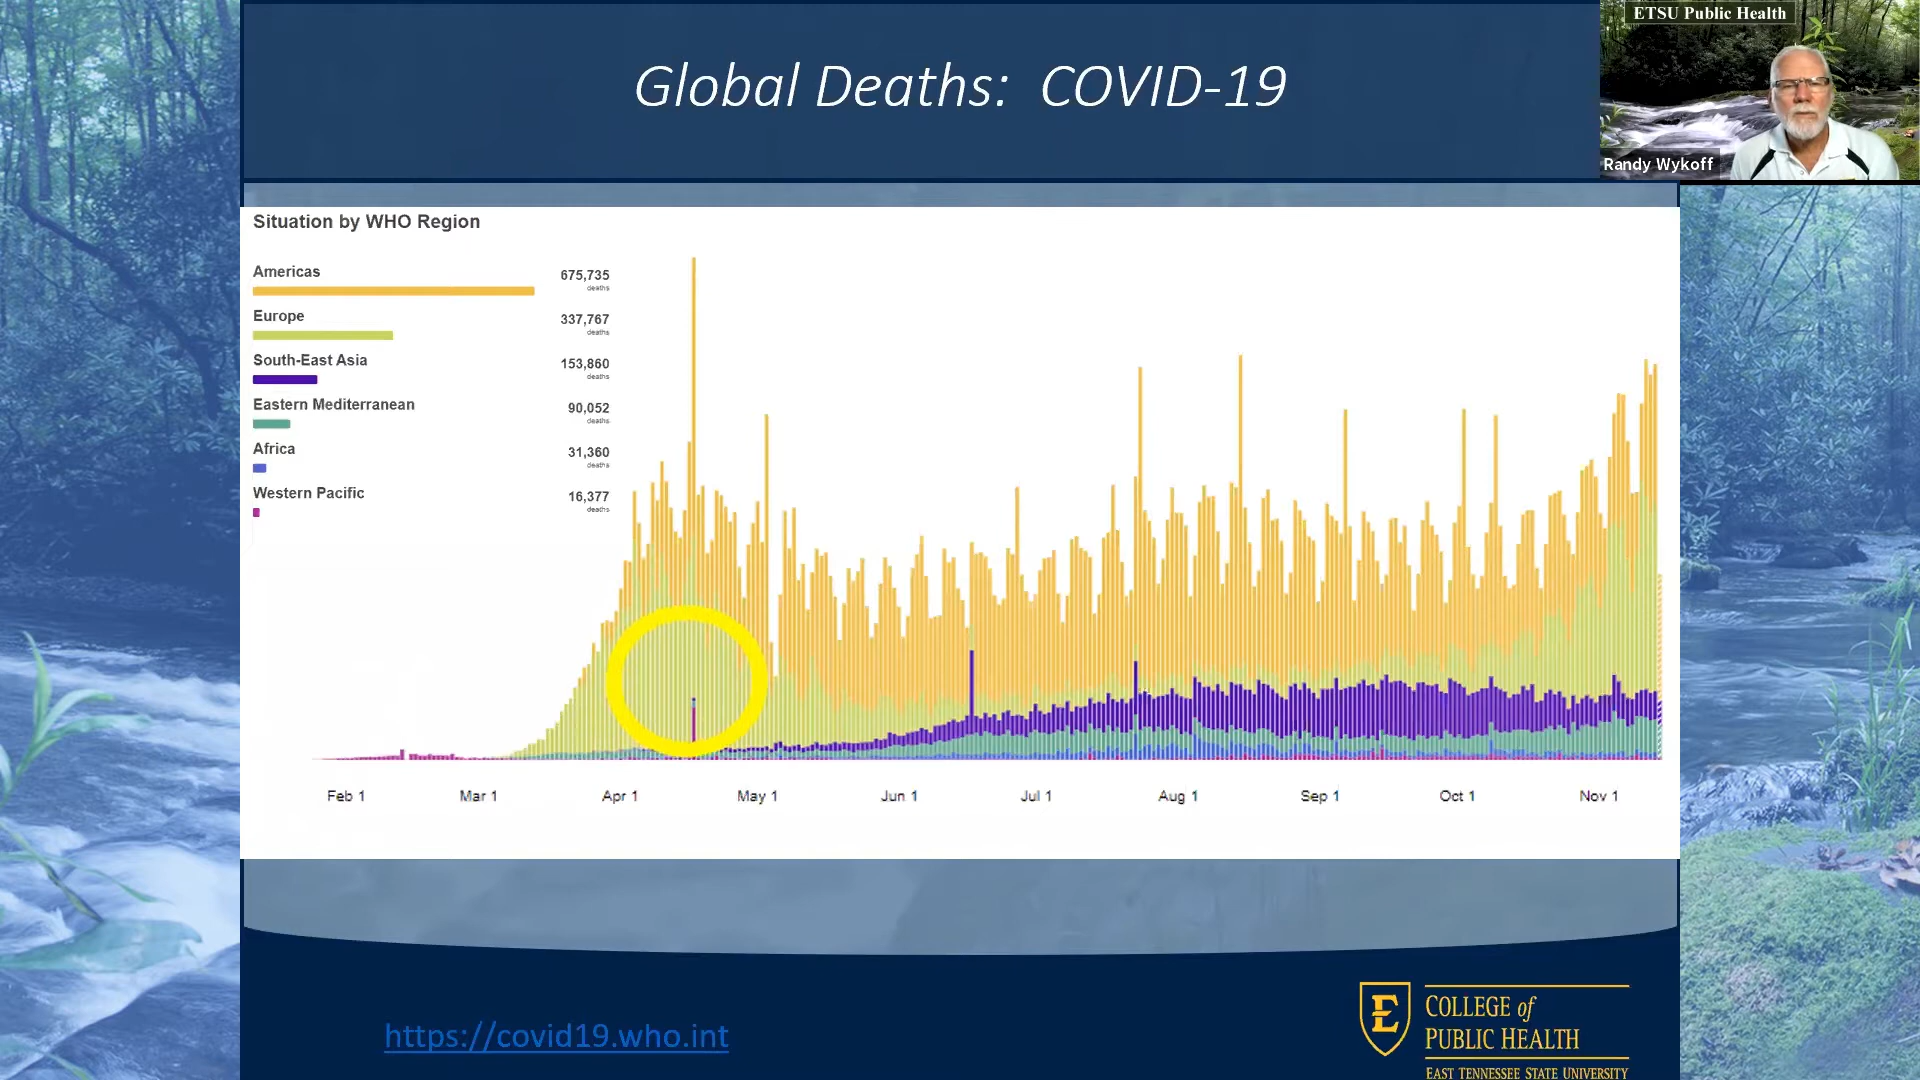 ETSU Public Health
Global Deaths: COVID-19
Randy Wykoff
Situation by WHO Region
Americas
675,735
deaths
Europe
337,767
deaths
South-East Asia
153,860
deaths
Eastern Mediterranean
90,052
deaths
Africa
31,360
deaths
Western Pacific
16,377
deaths
Feb 1 Mar 1 Apr 1 May 1 Jun 1 Jul 1 Aug 1 Sep 1 Oct 1 Nov 1
https://covid19.who.int
E
COLLEGE of
PUBLIC HEALTH
EAST TENNESSEE STATE UNIVERSITY